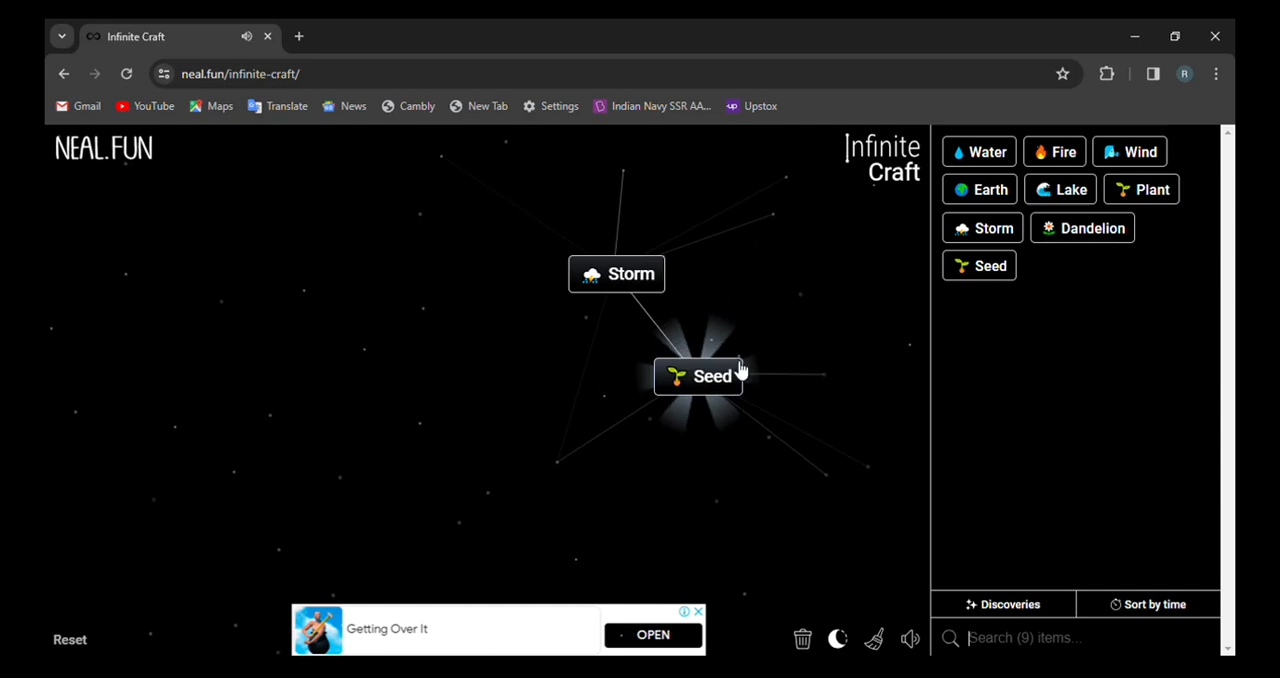 Infinite Craft
neal.fun/infinite-craft/
Gmail YouTube Maps Translate News Cambly New Tab Settings Indian Navy SSR AA... Upstox
NEAL.FUN
Infinite
Craft
Storm
Seed
Water Fire Wind
Earth Lake Plant
Storm Dandelion
Seed
Discoveries Sort by time
Search (9) items...
Reset
Getting Over It
OPEN
R
up